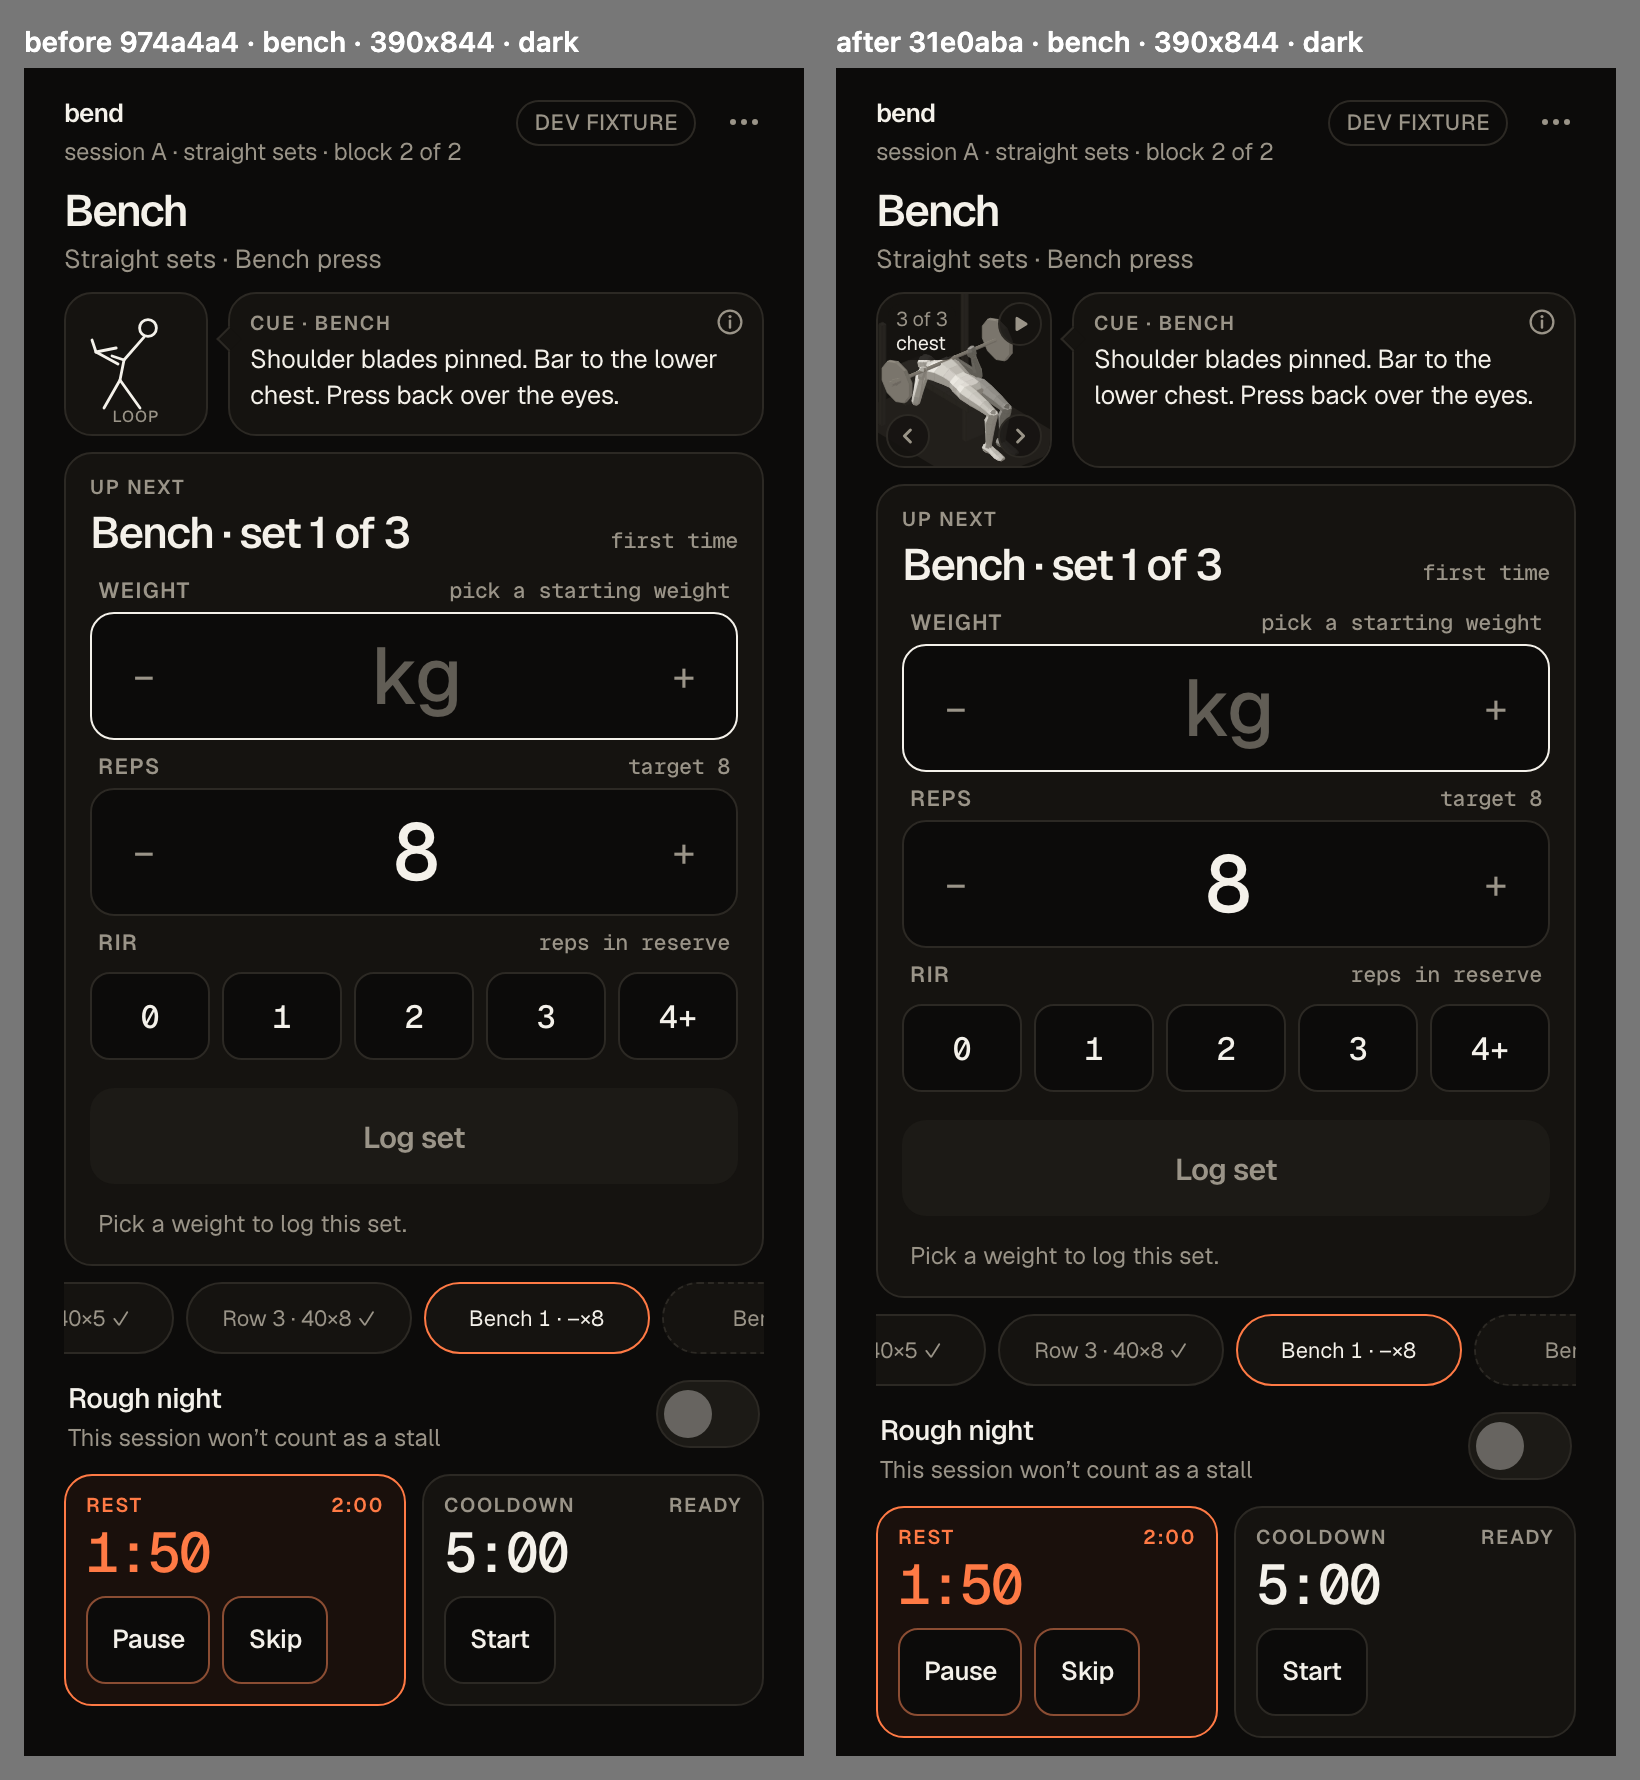 before 974a4a4 · bench · 390x844 · dark
bend
DEV FIXTURE
session A · straight sets · block 2 of 2
Bench
Straight sets · Bench press
LOOP
CUE · BENCH
Shoulder blades pinned. Bar to the lower
chest. Press back over the eyes.
UP NEXT
Bench · set 1 of 3
first time
WEIGHT
pick a starting weight
− kg +
REPS
target 8
− 8 +
RIR
reps in reserve
0 1 2 3 4+
Log set
Pick a weight to log this set.
40×5 ✓
Row 3 · 40×8 ✓
Bench 1 · –×8
Ben
Rough night
This session won’t count as a stall
REST
2:00
1:50
Pause
Skip
COOLDOWN
READY
5:00
Start
after 31e0aba · bench · 390x844 · dark
bend
DEV FIXTURE
session A · straight sets · block 2 of 2
Bench
Straight sets · Bench press
3 of 3
chest
CUE · BENCH
Shoulder blades pinned. Bar to the
lower chest. Press back over the eyes.
UP NEXT
Bench · set 1 of 3
first time
WEIGHT
pick a starting weight
− kg +
REPS
target 8
− 8 +
RIR
reps in reserve
0 1 2 3 4+
Log set
Pick a weight to log this set.
40×5 ✓
Row 3 · 40×8 ✓
Bench 1 · –×8
Ben
Rough night
This session won’t count as a stall
REST
2:00
1:50
Pause
Skip
COOLDOWN
READY
5:00
Start